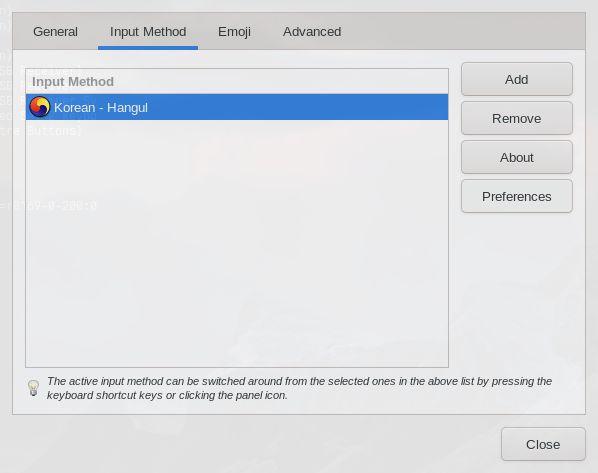 General
Input Method
Emoji
Advanced
Input Method
Add
Korean - Hangul
Remove
About
Preferences
The active input method can be switched around from the selected ones in the above list by pressing the
keyboard shortcut keys or clicking the panel icon.
Close